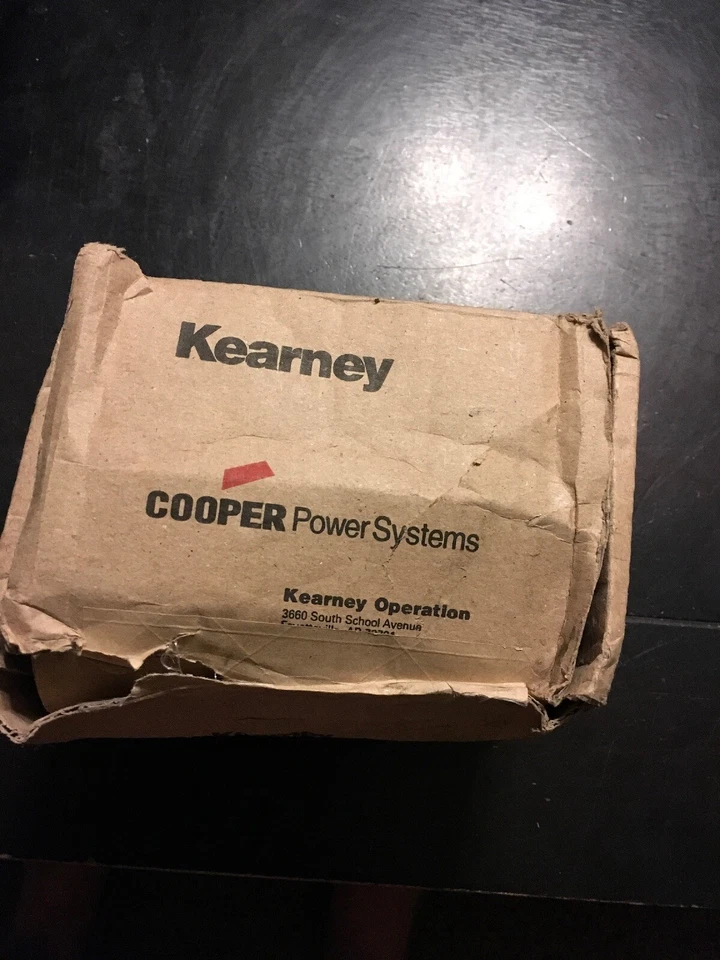 Kearney
COOPER Power Systems
Kearney Operation
3660 South School Avenue